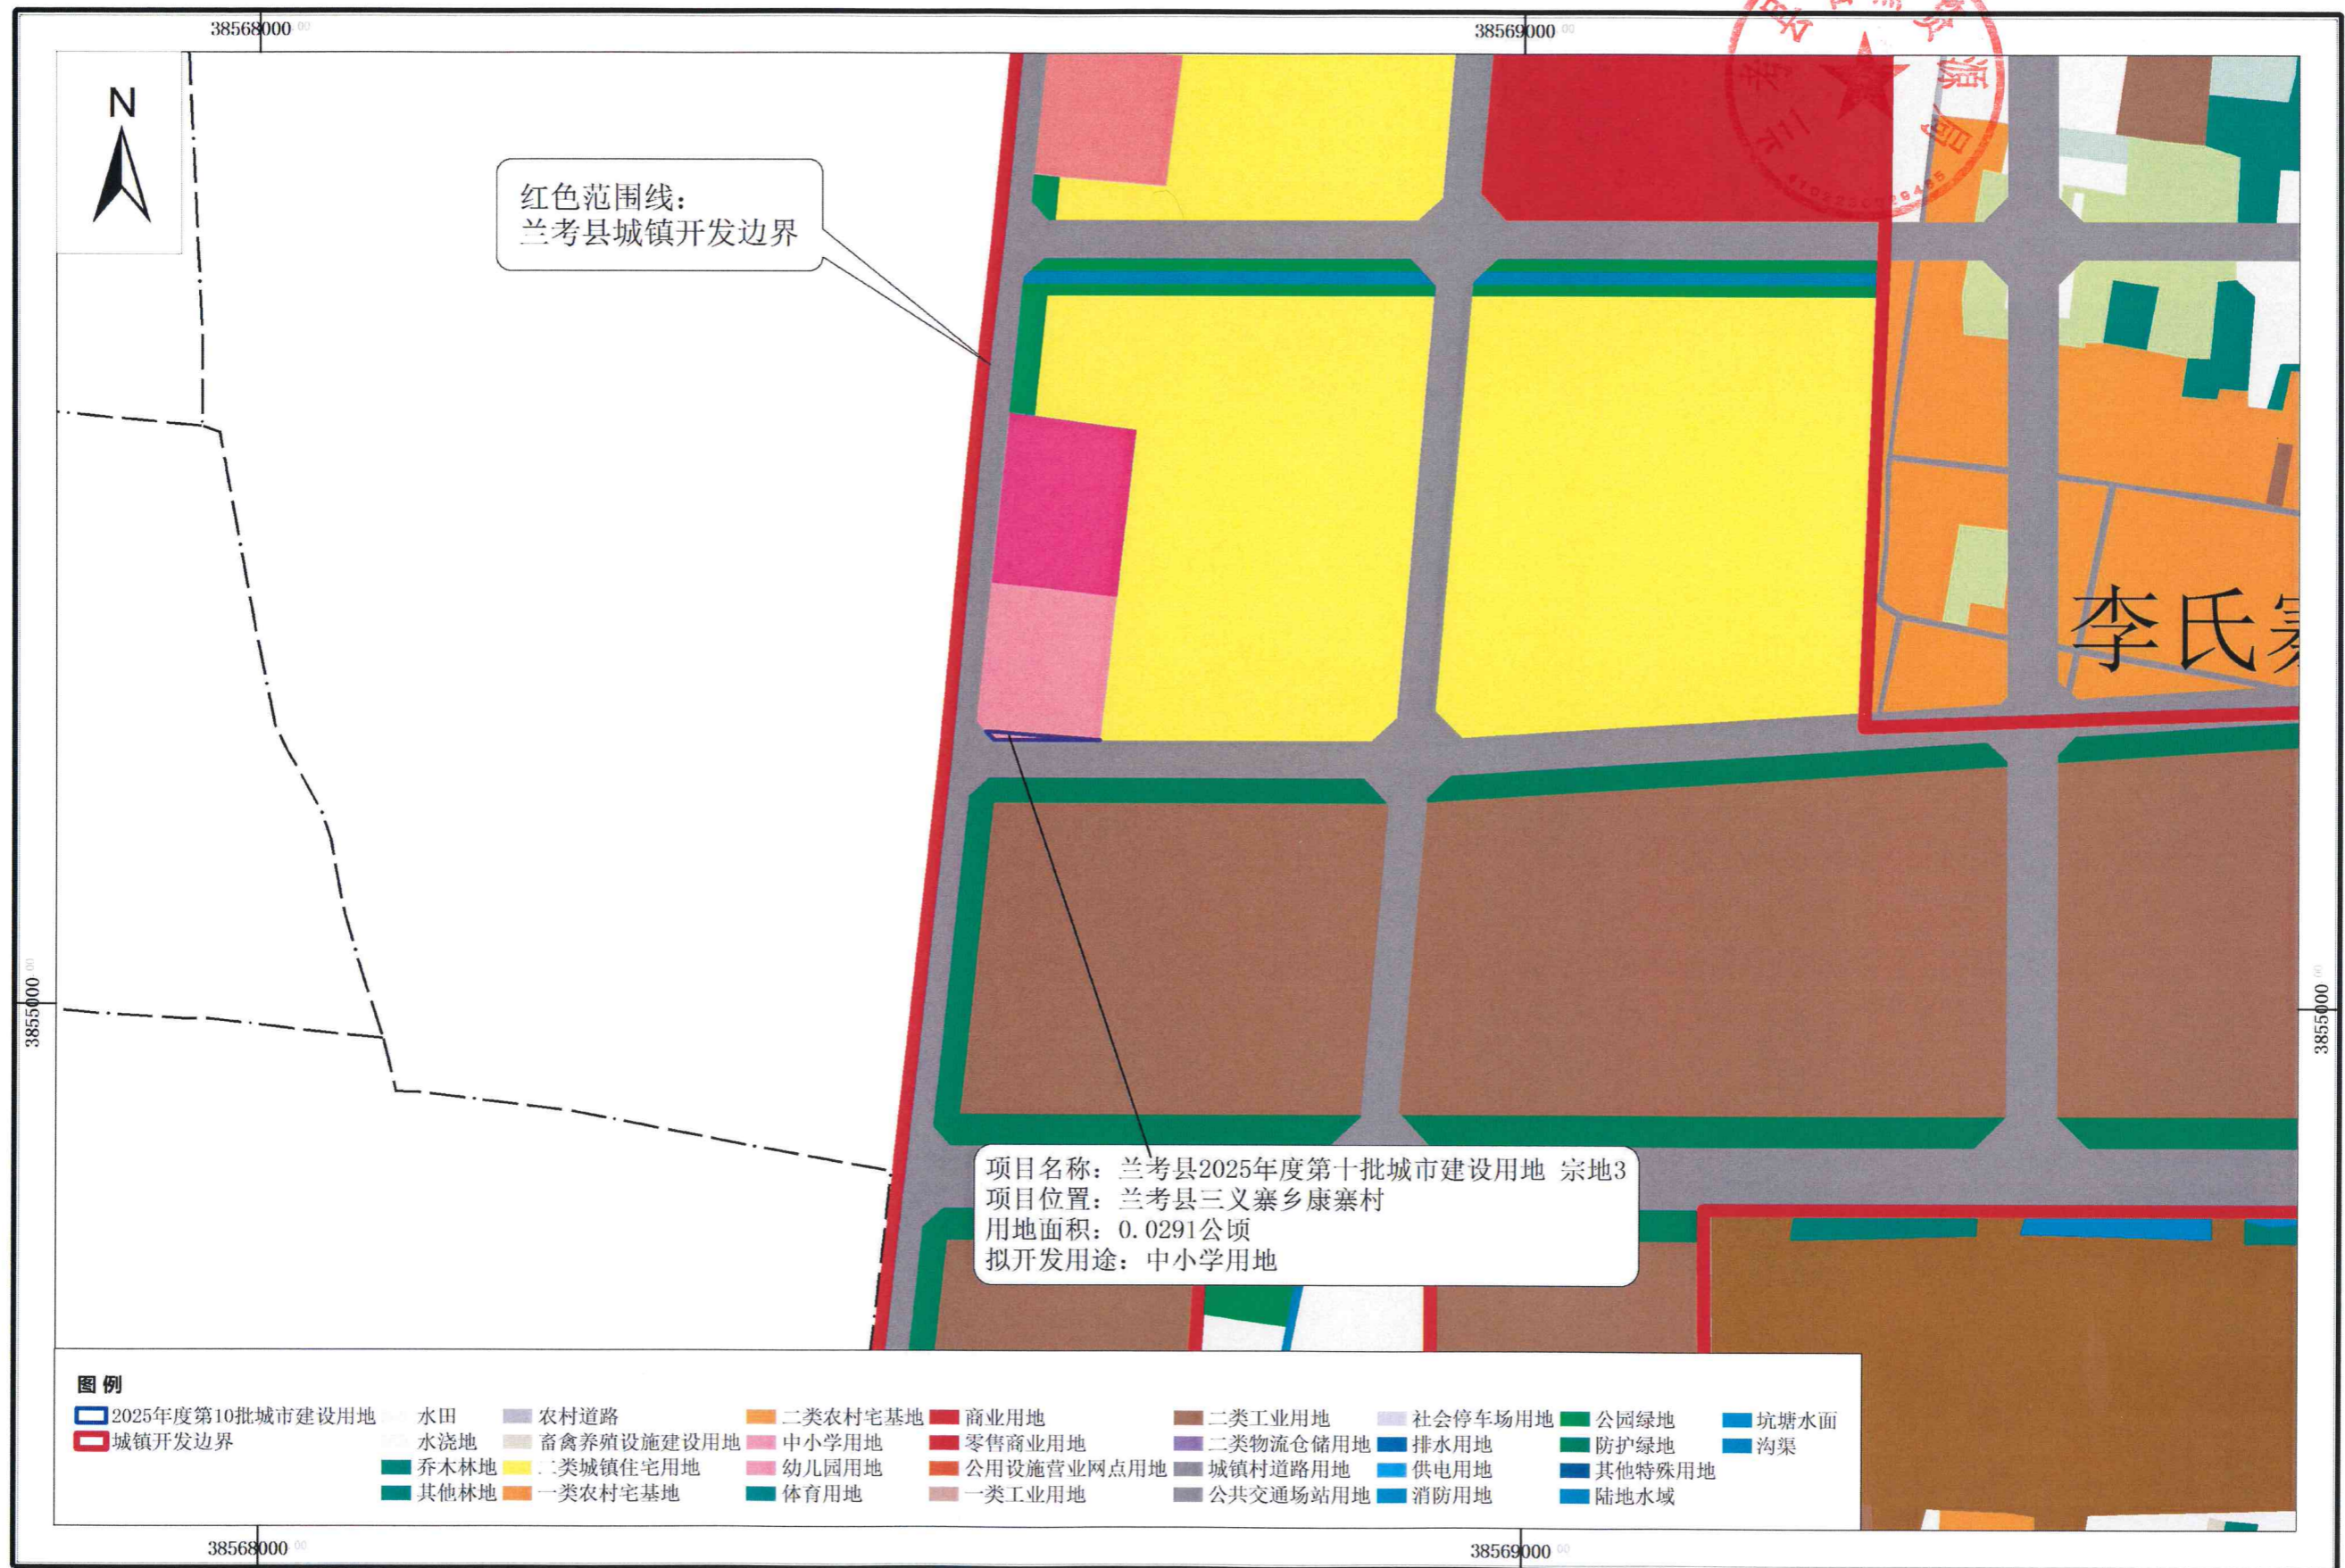 38568000
38569000
N
红色范围线：
兰考县城镇开发边界
李氏寨
3855000
3855000
项目名称：兰考县2025年度第十批城市建设用地 宗地3
项目位置：兰考县三义寨乡康寨村
用地面积：0.0291公顷
拟开发用途：中小学用地
图例
2025年度第10批城市建设用地 水田 农村道路 二类农村宅基地 商业用地 二类工业用地 社会停车场用地 公园绿地 坑塘水面
城镇开发边界 水浇地 畜禽养殖设施建设用地 中小学用地 零售商业用地 二类物流仓储用地 排水用地 防护绿地 沟渠
乔木林地 二类城镇住宅用地 幼儿园用地 公用设施营业网点用地 城镇村道路用地 供电用地 其他特殊用地
其他林地 一类农村宅基地 体育用地 一类工业用地 公共交通场站用地 消防用地 陆地水域
38568000
38569000